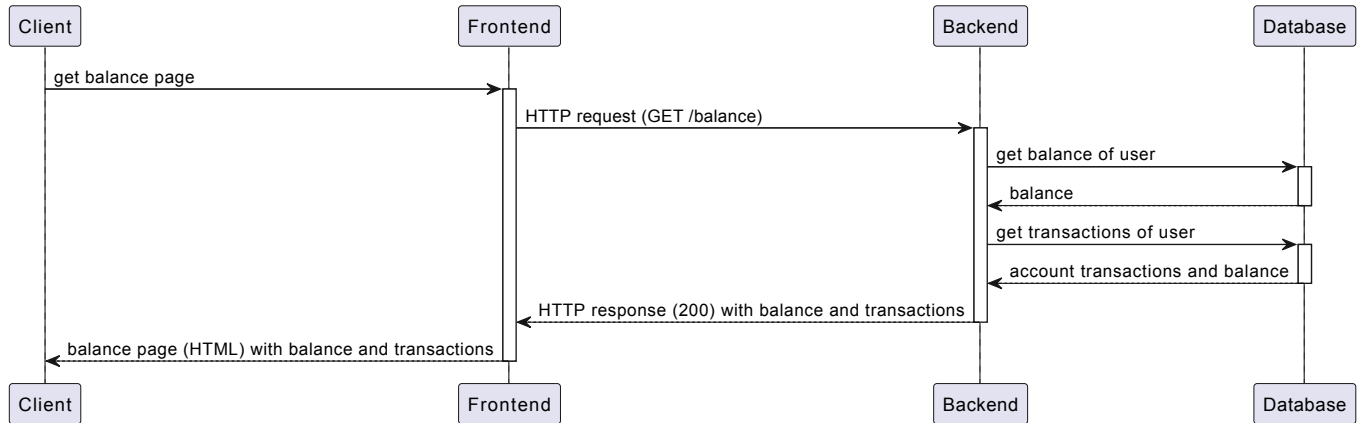 Client Frontend Backend Database
get balance page
HTTP request (GET /balance)
get balance of user
balance
get transactions of user
account transactions and balance
HTTP response (200) with balance and transactions
balance page (HTML) with balance and transactions
Client Frontend Backend Database